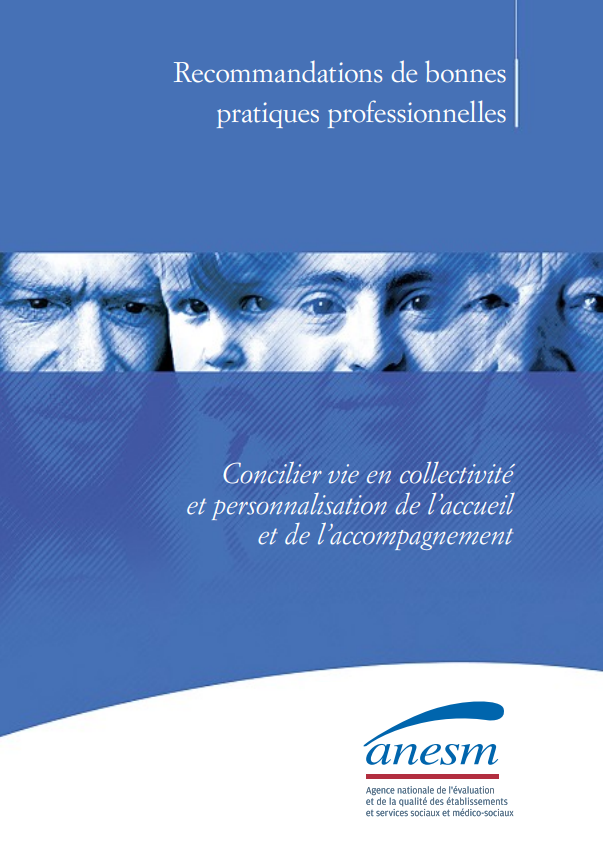 Recommandations de bonnes
pratiques professionnelles
Concilier vie en collectivité
et personnalisation de l'accueil
et de l'accompagnement
anesm
Agence nationale de l'évaluation
et de la qualité des établissements
et services sociaux et médico-sociaux